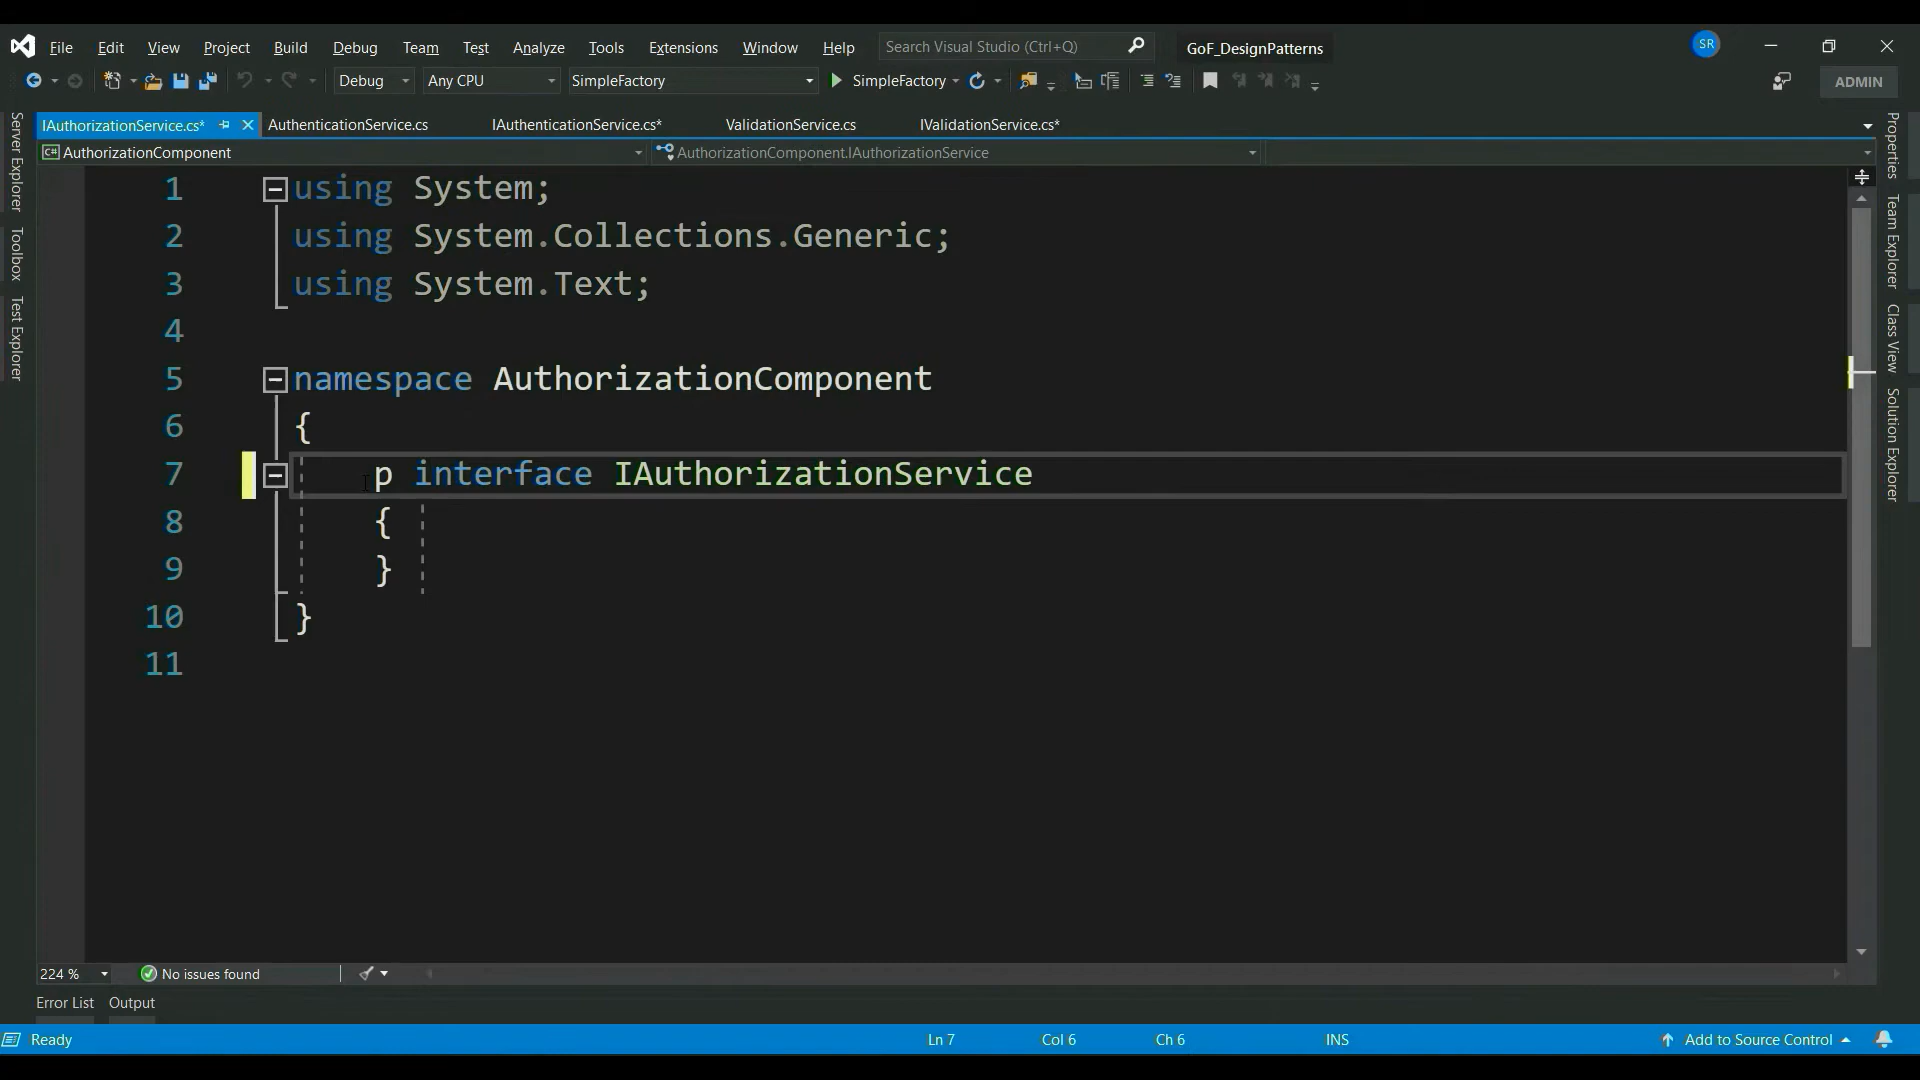 File Edit View Project Build Debug Team Test Analyze Tools Extensions Window Help Search Visual Studio (Ctrl+Q) GoF_DesignPatterns SR
Debug Any CPU SimpleFactory SimpleFactory ADMIN
IAuthorizationService.cs* AuthenticationService.cs IAuthenticationService.cs* ValidationService.cs IValidationService.cs*
C# AuthorizationComponent AuthorizationComponent.IAuthorizationService
Server Explorer
Toolbox
Test Explorer
1 using System;
2 using System.Collections.Generic;
3 using System.Text;
4
5 namespace AuthorizationComponent
6 {
7 p interface IAuthorizationService
8 {
9 }
10 }
11
Properties
Team Explorer
Class View
Solution Explorer
224 % No issues found
Error List Output
Ready Ln 7 Col 6 Ch 6 INS Add to Source Control